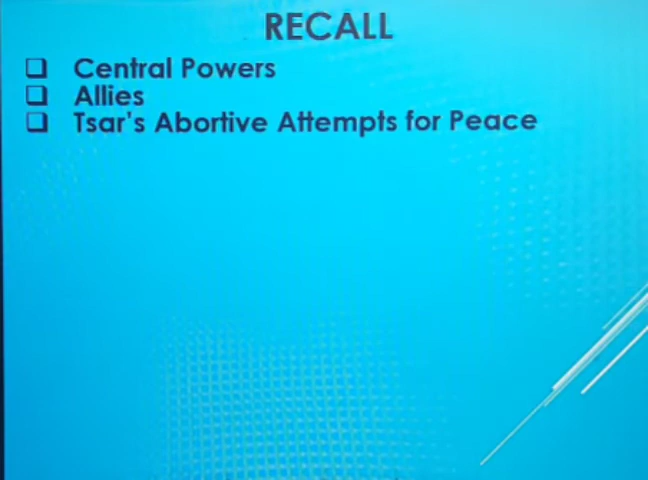 RECALL
❑ Central Powers
❑ Allies
❑ Tsar's Abortive Attempts for Peace